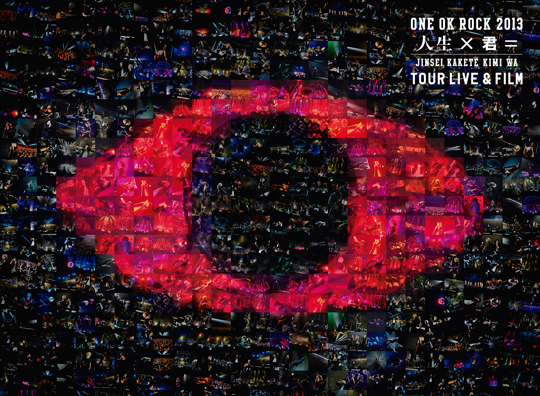 ONE OK ROCK 2013
人生×君＝
JINSEI KAKETE KIMI WA
TOUR LIVE & FILM